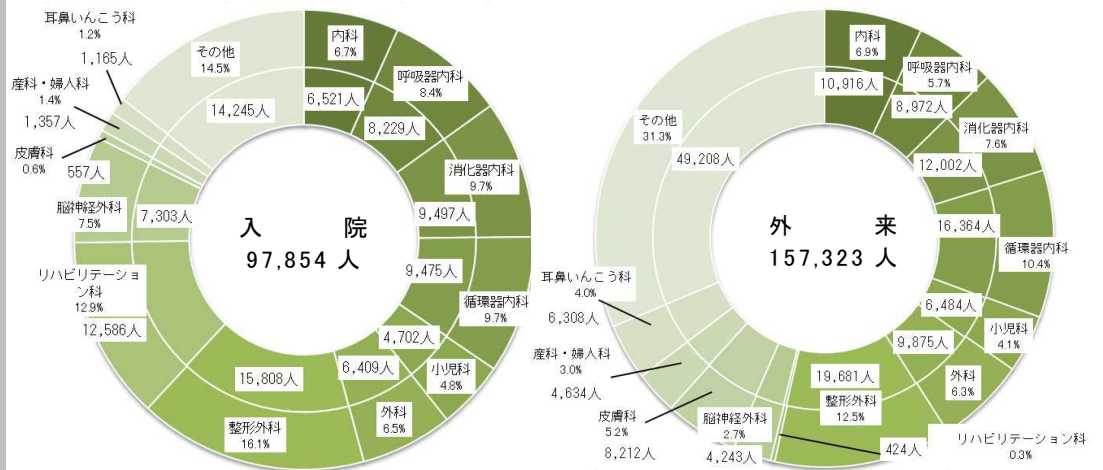 入 院
97,854 人
内科
6.7%
6,521人
呼吸器内科
8.4%
8,229人
消化器内科
9.7%
9,497人
循環器内科
9.7%
9,475人
小児科
4.8%
4,702人
外科
6.5%
6,409人
整形外科
16.1%
15,808人
リハビリテーショ
ン科
12.9%
12,586人
脳神経外科
7.5%
7,303人
皮膚科
0.6%
557人
産科・婦人科
1.4%
1,357人
耳鼻いんこう科
1.2%
1,165人
その他
14.5%
14,245人
外 来
157,323 人
内科
6.9%
10,916人
呼吸器内科
5.7%
8,972人
消化器内科
7.6%
12,002人
循環器内科
10.4%
16,364人
小児科
4.1%
6,484人
外科
6.3%
9,875人
整形外科
12.5%
19,681人
リハビリテーション科
0.3%
424人
脳神経外科
2.7%
4,243人
皮膚科
5.2%
8,212人
産科・婦人科
3.0%
4,634人
耳鼻いんこう科
4.0%
6,308人
その他
31.3%
49,208人